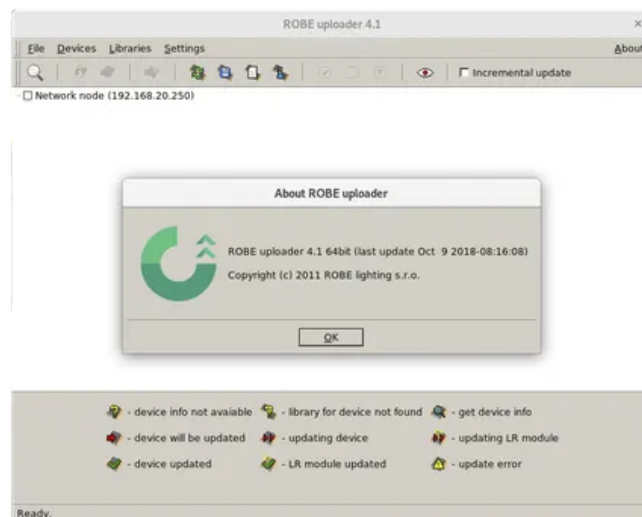 ROBE uploader 4.1
File Devices Libraries Settings About
Incremental update
Network node (192.168.20.250)
About ROBE uploader
ROBE uploader 4.1 64bit (last update Oct 9 2018-08:16:08)
Copyright (c) 2011 ROBE lighting s.r.o.
OK
- device info not avaiable - library for device not found - get device info
- device will be updated - updating device - updating LR module
- device updated - LR module updated - update error
Ready.